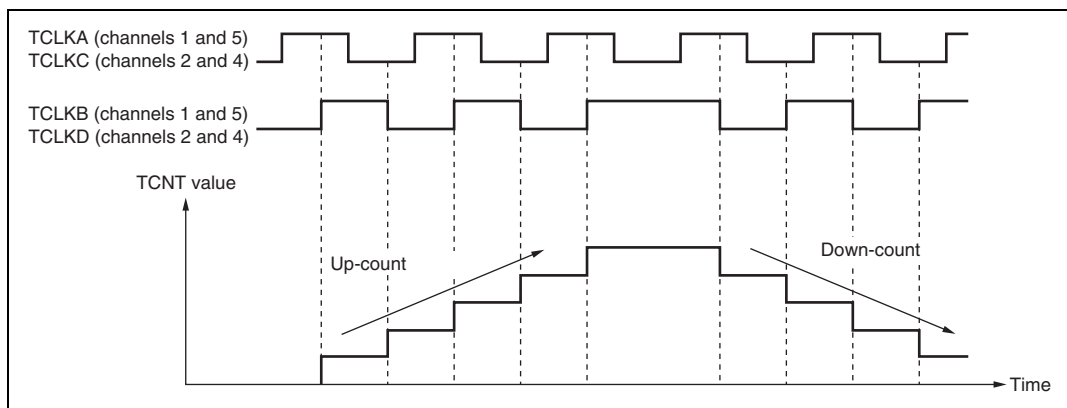 TCLKA (channels 1 and 5)
TCLKC (channels 2 and 4)
TCLKB (channels 1 and 5)
TCLKD (channels 2 and 4)
TCNT value
Up-count
Down-count
Time